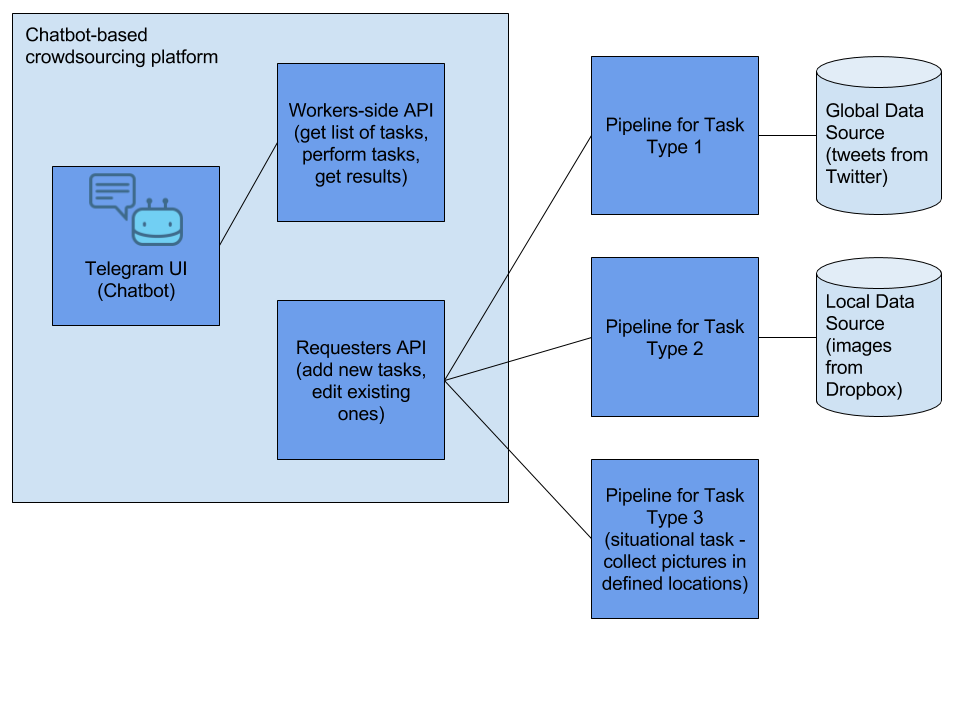 Chatbot-based
crowdsourcing platform
Workers-side API
(get list of tasks,
perform tasks,
get results)
Telegram UI
(Chatbot)
Requesters API
(add new tasks,
edit existing
ones)
Pipeline for Task
Type 1
Global Data
Source
(tweets from
Twitter)
Pipeline for Task
Type 2
Local Data
Source
(images
from
Dropbox)
Pipeline for Task
Type 3
(situational task -
collect pictures in
defined locations)